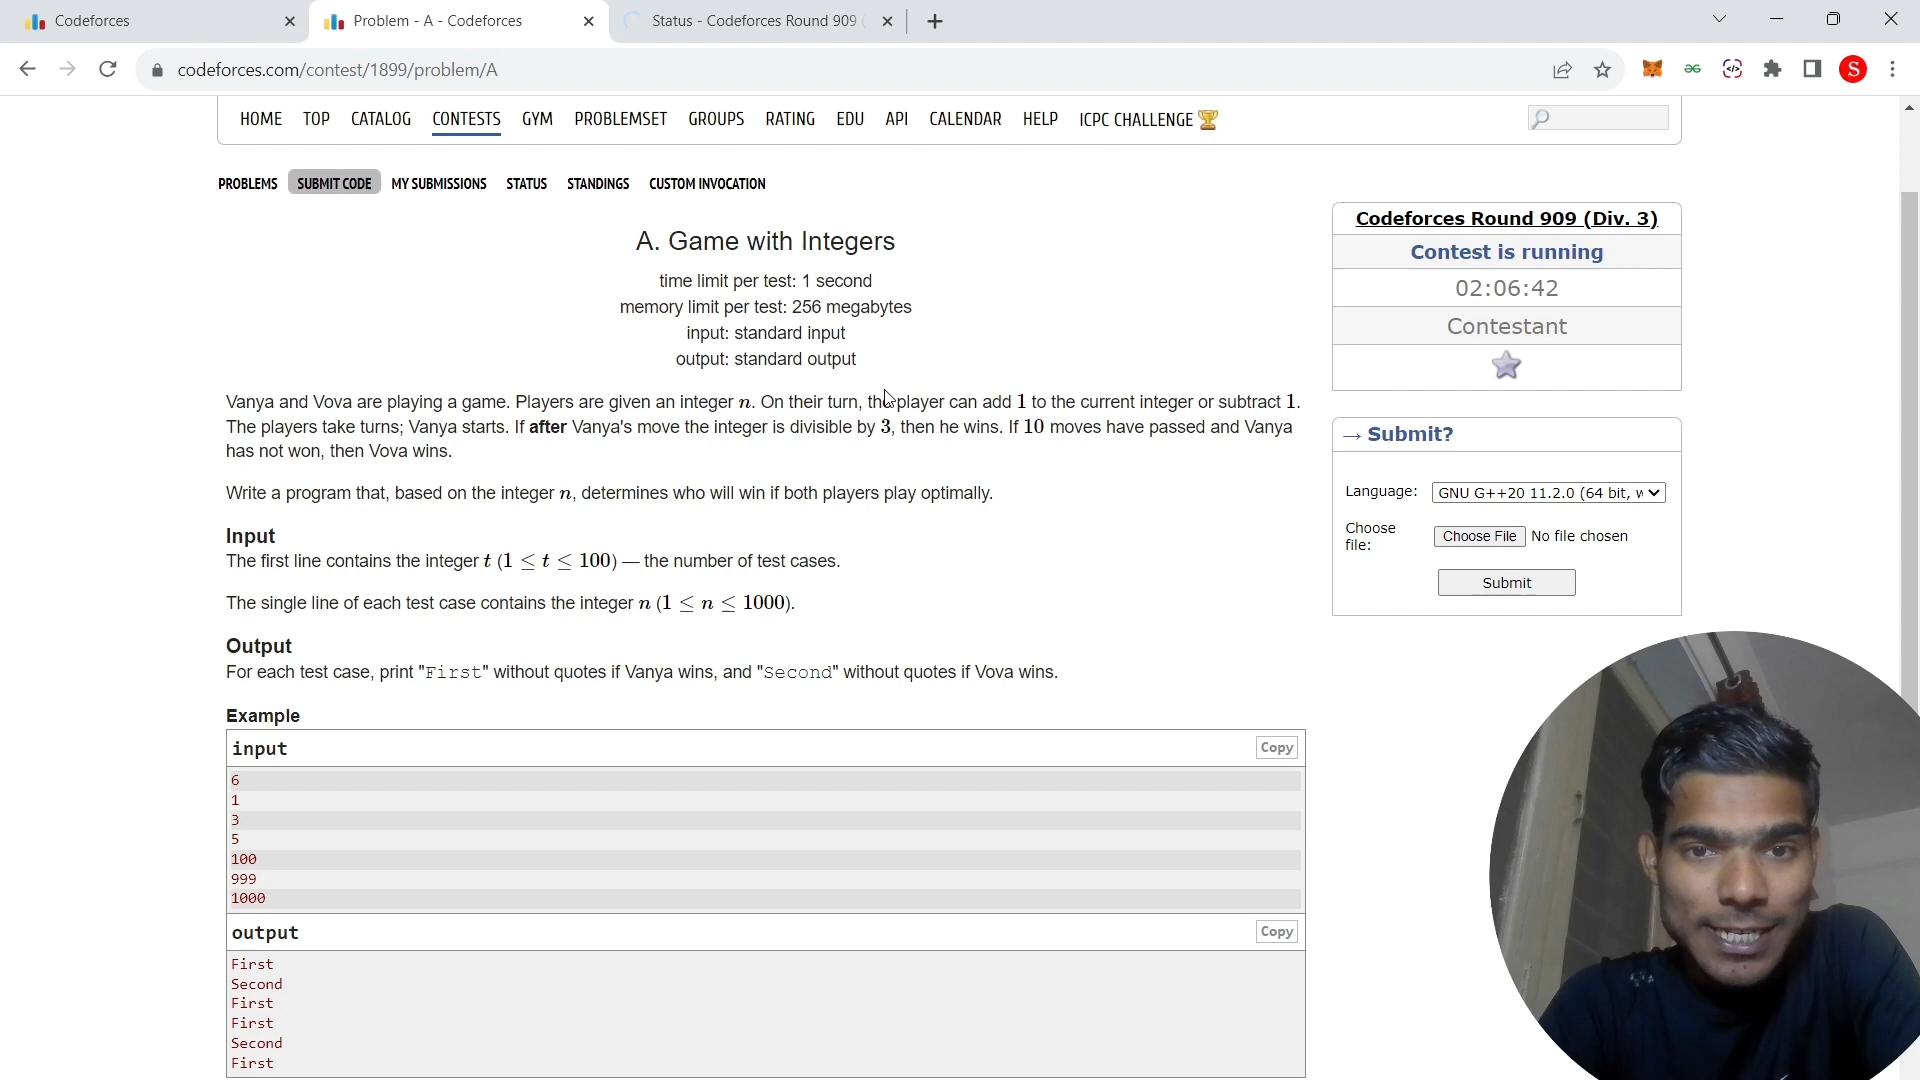 Codeforces
Problem - A - Codeforces
Status - Codeforces Round 909 (
codeforces.com/contest/1899/problem/A
S
HOME TOP CATALOG CONTESTS GYM PROBLEMSET GROUPS RATING EDU API CALENDAR HELP ICPC CHALLENGE
PROBLEMS SUBMIT CODE MY SUBMISSIONS STATUS STANDINGS CUSTOM INVOCATION
A. Game with Integers
time limit per test: 1 second
memory limit per test: 256 megabytes
input: standard input
output: standard output
Vanya and Vova are playing a game. Players are given an integer n. On their turn, the player can add 1 to the current integer or subtract 1.
The players take turns; Vanya starts. If after Vanya's move the integer is divisible by 3, then he wins. If 10 moves have passed and Vanya
has not won, then Vova wins.
Write a program that, based on the integer n, determines who will win if both players play optimally.
Input
The first line contains the integer t (1 ≤ t ≤ 100) — the number of test cases.
The single line of each test case contains the integer n (1 ≤ n ≤ 1000).
Output
For each test case, print "First" without quotes if Vanya wins, and "Second" without quotes if Vova wins.
Example
input
Copy
6
1
3
5
100
999
1000
output
Copy
First
Second
First
First
Second
First
Codeforces Round 909 (Div. 3)
Contest is running
02:06:42
Contestant
→ Submit?
Language: GNU G++20 11.2.0 (64 bit, w
Choose
file:
Choose File No file chosen
Submit